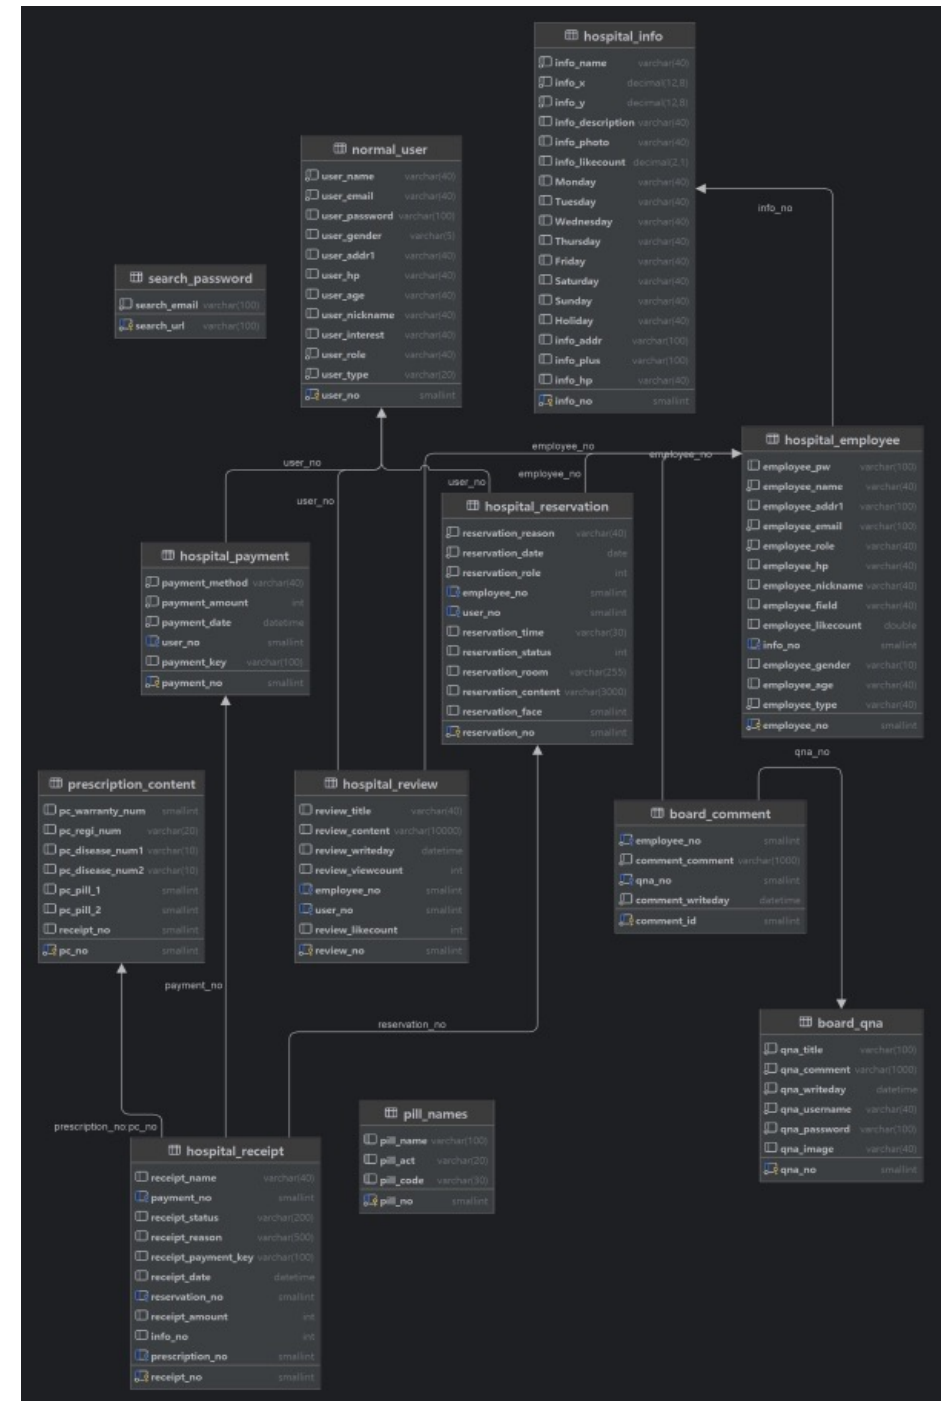 hospital_info
info_name varchar(40)
info_x decimal(12,8)
info_y decimal(12,8)
info_description varchar(40)
info_photo varchar(40)
info_likecount decimal(2,1)
Monday varchar(40)
Tuesday varchar(40)
Wednesday varchar(40)
Thursday varchar(40)
Friday varchar(40)
Saturday varchar(40)
Sunday varchar(40)
Holiday varchar(40)
info_addr varchar(100)
info_plus varchar(100)
info_hp varchar(40)
info_no smallint
normal_user
user_name varchar(40)
user_email varchar(40)
user_password varchar(100)
user_gender varchar(5)
user_addr1 varchar(40)
user_hp varchar(40)
user_age varchar(40)
user_nickname varchar(40)
user_interest varchar(40)
user_role varchar(40)
user_type varchar(20)
user_no smallint
info_no
search_password
search_email varchar(100)
search_url varchar(100)
hospital_employee
employee_pw varchar(100)
employee_name varchar(40)
employee_addr1 varchar(40)
employee_email varchar(100)
employee_role varchar(40)
employee_hp varchar(40)
employee_nickname varchar(40)
employee_field varchar(40)
employee_likecount double
info_no smallint
employee_gender varchar(10)
employee_age varchar(40)
employee_type varchar(40)
employee_no smallint
employee_no
employee_no
employee_no
user_no
user_no
user_no
hospital_reservation
reservation_reason varchar(40)
reservation_date date
reservation_role int
employee_no smallint
user_no smallint
reservation_time varchar(30)
reservation_status int
reservation_room varchar(255)
reservation_content varchar(3000)
reservation_face smallint
reservation_no smallint
hospital_payment
payment_method varchar(40)
payment_amount int
payment_date datetime
user_no smallint
payment_key varchar(100)
payment_no smallint
qna_no
prescription_content
pc_warranty_num smallint
pc_regi_num varchar(20)
pc_disease_num1 varchar(10)
pc_disease_num2 varchar(10)
pc_pill_1 smallint
pc_pill_2 smallint
receipt_no smallint
pc_no smallint
hospital_review
review_title varchar(40)
review_content varchar(10000)
review_writeday datetime
review_viewcount int
employee_no smallint
user_no smallint
review_likecount int
review_no smallint
board_comment
employee_no smallint
comment_comment varchar(1000)
qna_no smallint
comment_writeday datetime
comment_id smallint
payment_no
reservation_no
board_qna
qna_title varchar(100)
qna_comment varchar(1000)
qna_writeday datetime
qna_username varchar(40)
qna_password varchar(100)
qna_image varchar(40)
qna_no smallint
pill_names
pill_name varchar(100)
pill_act varchar(20)
pill_code varchar(30)
pill_no smallint
prescription_no:pc_no
hospital_receipt
receipt_name varchar(40)
payment_no smallint
receipt_status varchar(200)
receipt_reason varchar(500)
receipt_payment_key varchar(100)
receipt_date datetime
reservation_no smallint
receipt_amount int
info_no int
prescription_no smallint
receipt_no smallint